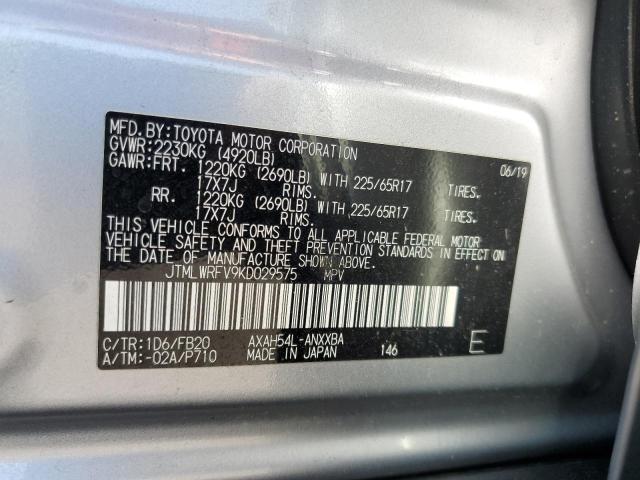 MFD.BY:TOYOTA MOTOR CORPORATION 06/19
GVWR:2230KG (4920LB)
GAWR:FRT. 1220KG (2690LB) WITH 225/65R17 TIRES.
17X7J RIMS.
RR. 1220KG (2690LB) WITH 225/65R17 TIRES.
17X7J RIMS.
THIS VEHICLE CONFORMS TO ALL APPLICABLE FEDERAL MOTOR
VEHICLE SAFETY AND THEFT PREVENTION STANDARDS IN EFFECT ON
THE DATE OF MANUFACTURE SHOWN ABOVE.
JTMLWRFV9KD029575 MPV
C/TR:1D6/FB20 AXAH54L-ANXXBA
A/TM:-02A/P710 MADE IN JAPAN 146 E